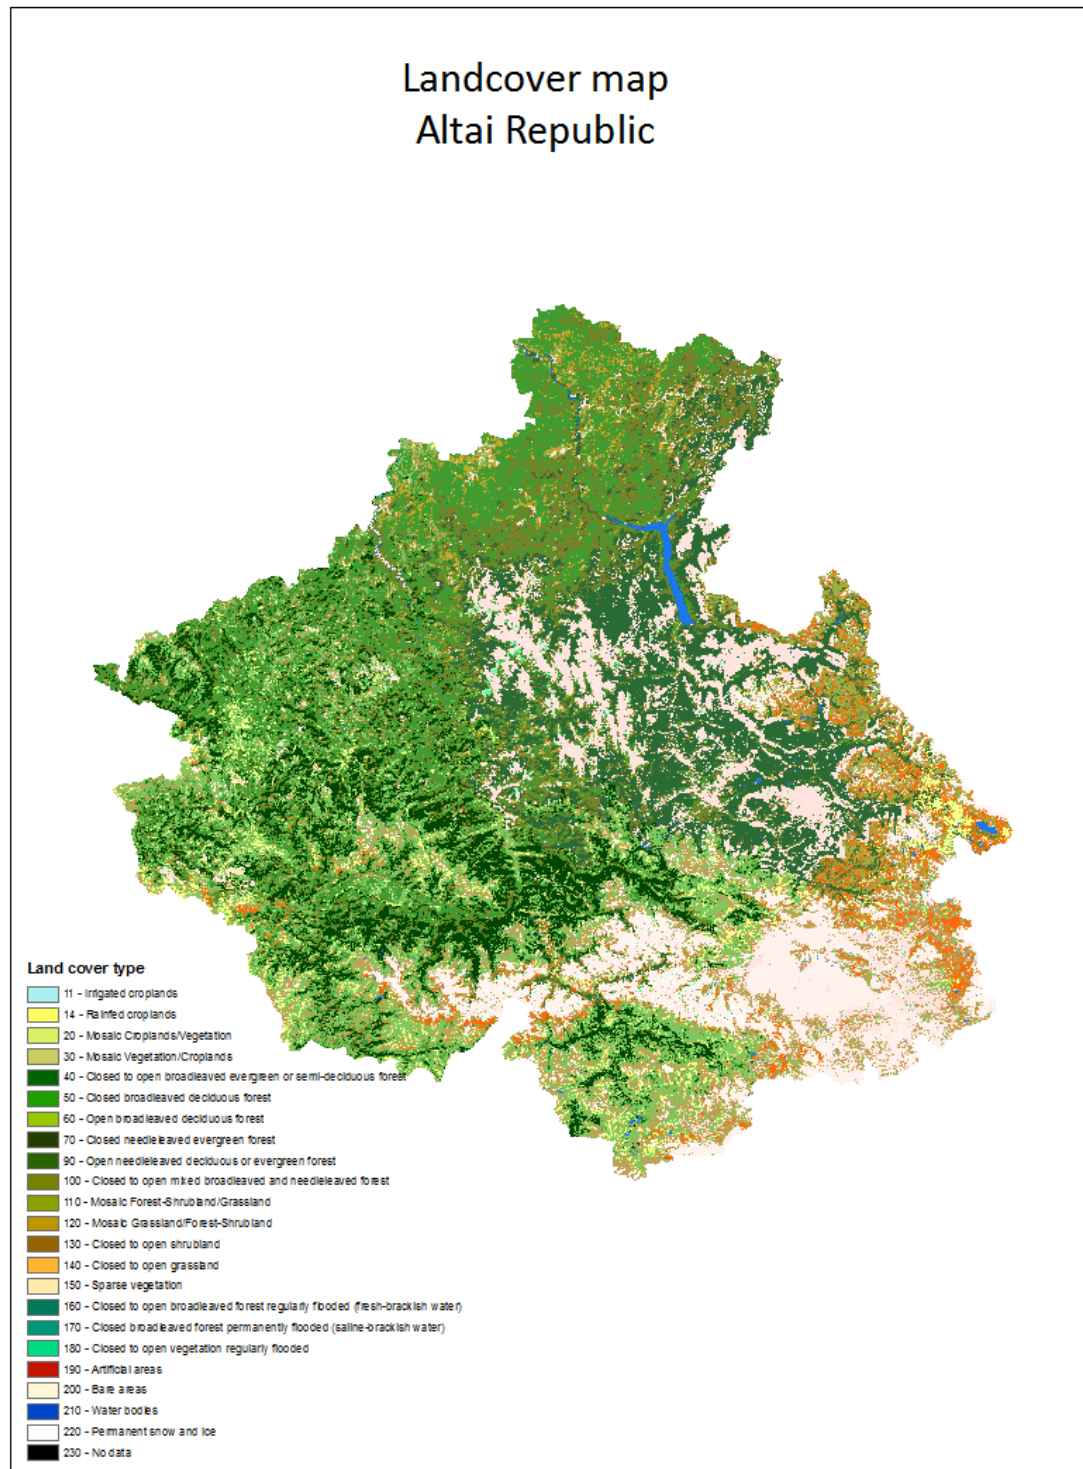 Landcover map
Altai Republic
Land cover type
11 - Irrigated croplands
14 - Rainfed croplands
20 - Mosaic Croplands/Vegetation
30 - Mosaic Vegetation/Croplands
40 - Closed to open broadleaved evergreen or semi-deciduous forest
50 - Closed broadleaved deciduous forest
60 - Open broadleaved deciduous forest
70 - Closed needleleaved evergreen forest
90 - Open needleleaved deciduous or evergreen forest
100 - Closed to open mixed broadleaved and needleleaved forest
110 - Mosaic Forest-Shrubland/Grassland
120 - Mosaic Grassland/Forest-Shrubland
130 - Closed to open shrubland
140 - Closed to open grassland
150 - Sparse vegetation
160 - Closed to open broadleaved forest regularly flooded (fresh-brackish water)
170 - Closed broadleaved forest permanently flooded (saline-brackish water)
180 - Closed to open vegetation regularly flooded
190 - Artificial areas
200 - Bare areas
210 - Water bodies
220 - Permanent snow and ice
230 - No data